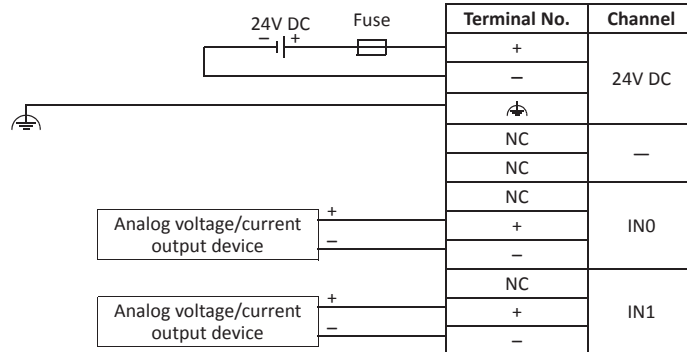 24V DC
– +
Fuse
Terminal No. Channel
+
–
24V DC
NC
NC
—
NC
+
–
IN0
NC
+
–
IN1
Analog voltage/current
output device
+
–
Analog voltage/current
output device
+
–